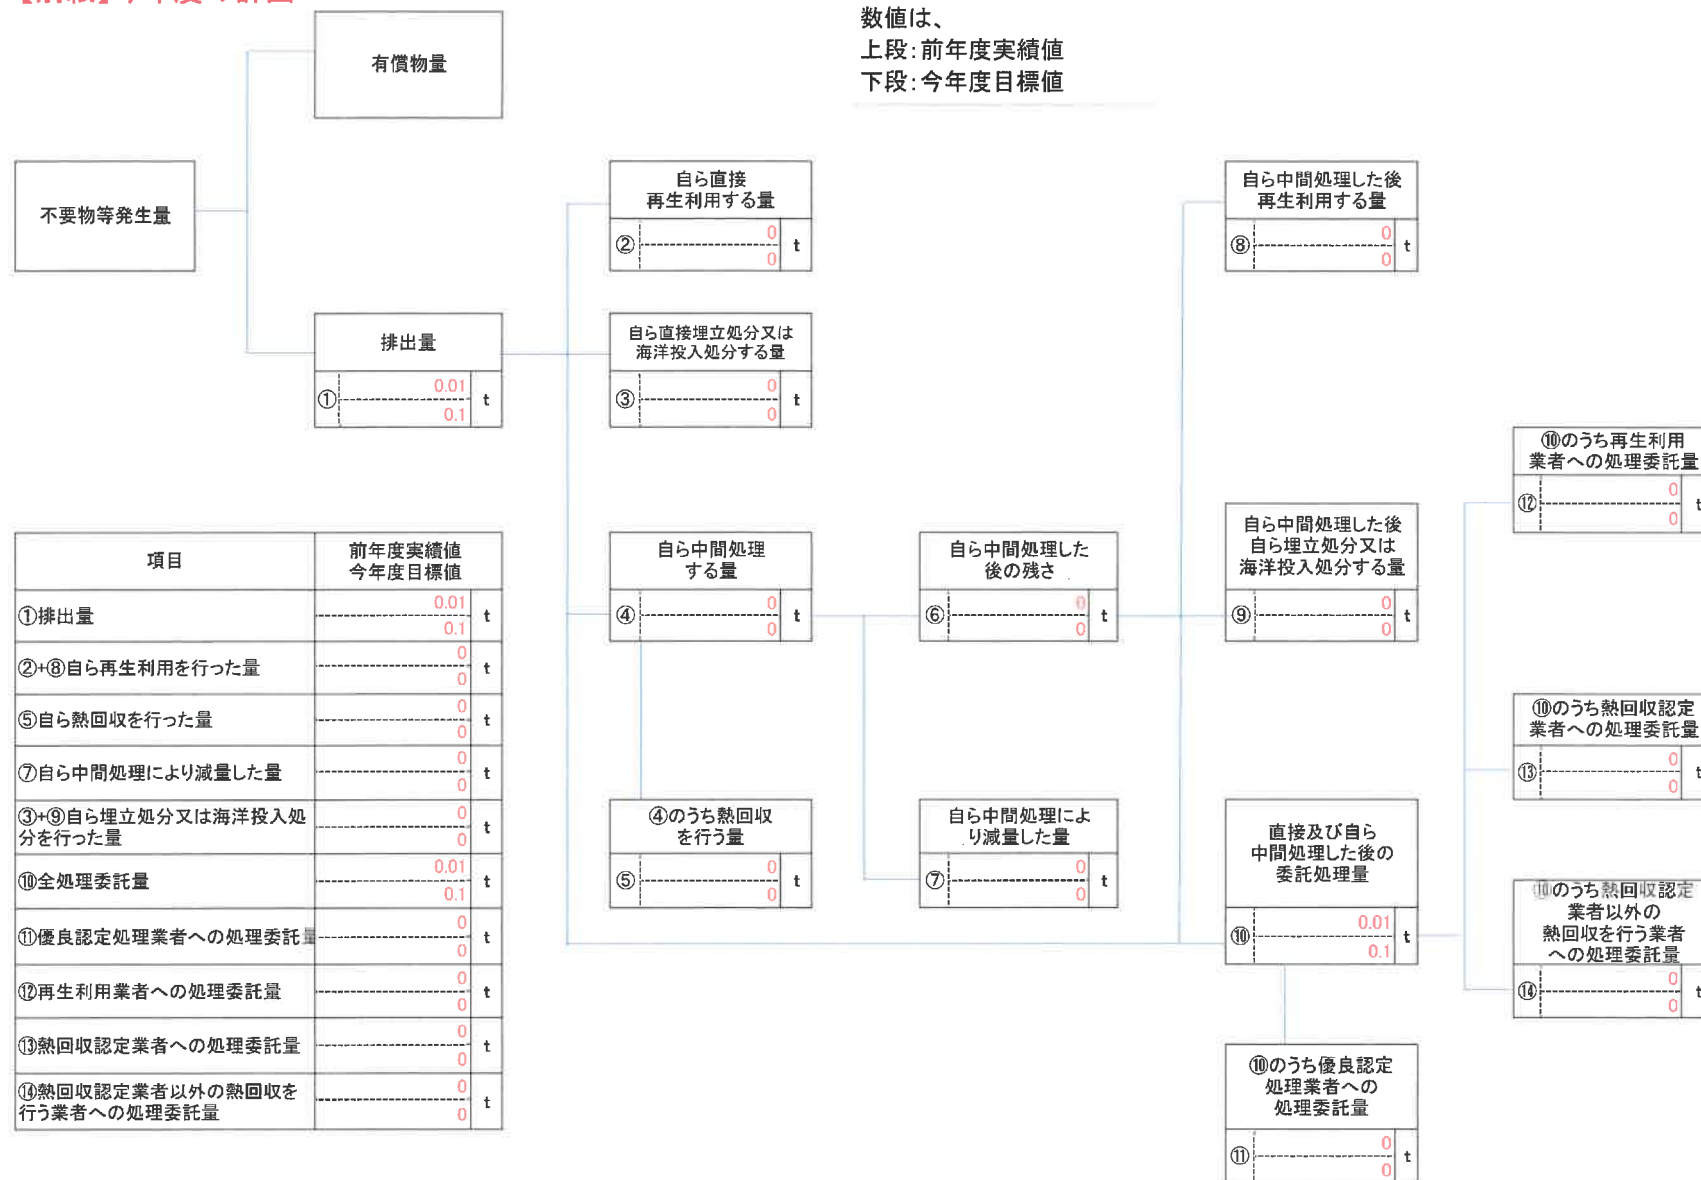 数値は、
上段:前年度実績値
下段:今年度目標値
有償物量
不要物等発生量
排出量
① 0.01 t
0.1
自ら直接
再生利用する量
② 0 t
0
自ら直接埋立処分又は
海洋投入処分する量
③ 0 t
0
自ら中間処理
する量
④ 0 t
0
④のうち熱回収
を行う量
⑤ 0 t
0
自ら中間処理した
後の残さ
⑥ 0 t
0
自ら中間処理によ
り減量した量
⑦ 0 t
0
自ら中間処理した後
再生利用する量
⑧ 0 t
0
自ら中間処理した後
自ら埋立処分又は
海洋投入処分する量
⑨ 0 t
0
直接及び自ら
中間処理した後の
委託処理量
⑩ 0.01 t
0.1
⑩のうち優良認定
処理業者への
処理委託量
⑪ 0 t
0
⑩のうち再生利用
業者への処理委託量
⑫ 0 t
0
⑩のうち熱回収認定
業者への処理委託量
⑬ 0 t
0
⑩のうち熱回収認定
業者以外の
熱回収を行う業者
への処理委託量
⑭ 0 t
0
項目 前年度実績値
今年度目標値
①排出量 0.01 t
0.1
②+⑧自ら再生利用を行った量 0 t
0
⑤自ら熱回収を行った量 0 t
0
⑦自ら中間処理により減量した量 0 t
0
③+⑨自ら埋立処分又は海洋投入処 0 t
分を行った量 0
⑩全処理委託量 0.01 t
0.1
⑪優良認定処理業者への処理委託量 0 t
0
⑫再生利用業者への処理委託量 0 t
0
⑬熱回収認定業者への処理委託量 0 t
0
⑭熱回収認定業者以外の熱回収を 0 t
行う業者への処理委託量 0